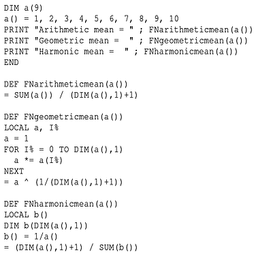 DIM a(9)
a() = 1, 2, 3, 4, 5, 6, 7, 8, 9, 10
PRINT "Arithmetic mean = " ; FNarithmeticmean(a())
PRINT "Geometric mean =  " ; FNgeometricmean(a())
PRINT "Harmonic mean =  " ; FNharmonicmean(a())
END

DEF FNarithmeticmean(a())
= SUM(a()) / (DIM(a(),1)+1)

DEF FNgeometricmean(a())
LOCAL a, I%
a = 1
FOR I% = 0 TO DIM(a(),1)
  a *= a(I%)
NEXT
= a ^ (1/(DIM(a(),1)+1))

DEF FNharmonicmean(a())
LOCAL b()
DIM b(DIM(a(),1))
b() = 1/a()
= (DIM(a(),1)+1) / SUM(b())